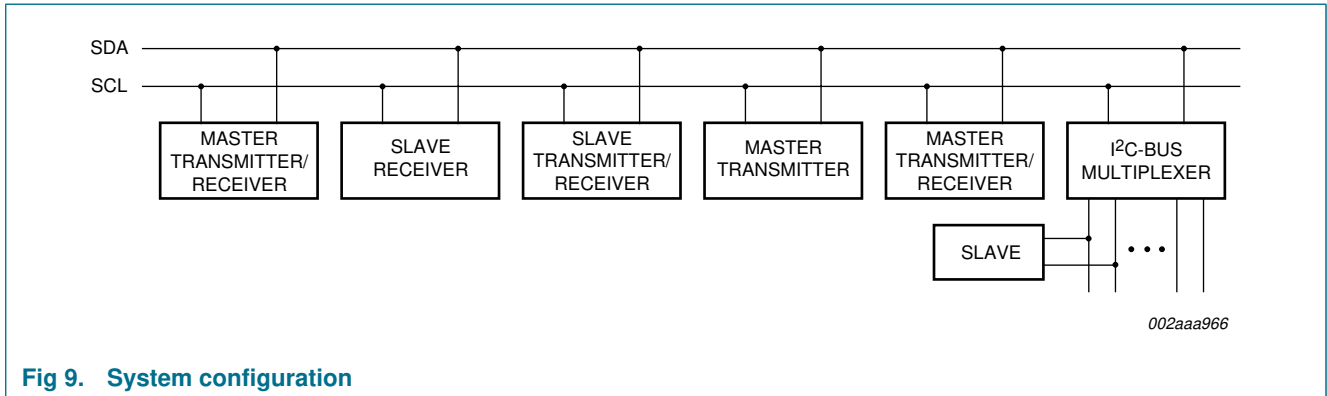 SDA
SCL
MASTER
TRANSMITTER/
RECEIVER
SLAVE
RECEIVER
SLAVE
TRANSMITTER/
RECEIVER
MASTER
TRANSMITTER
MASTER
TRANSMITTER/
RECEIVER
I²C-BUS
MULTIPLEXER
SLAVE
002aaa966
Fig 9. System configuration